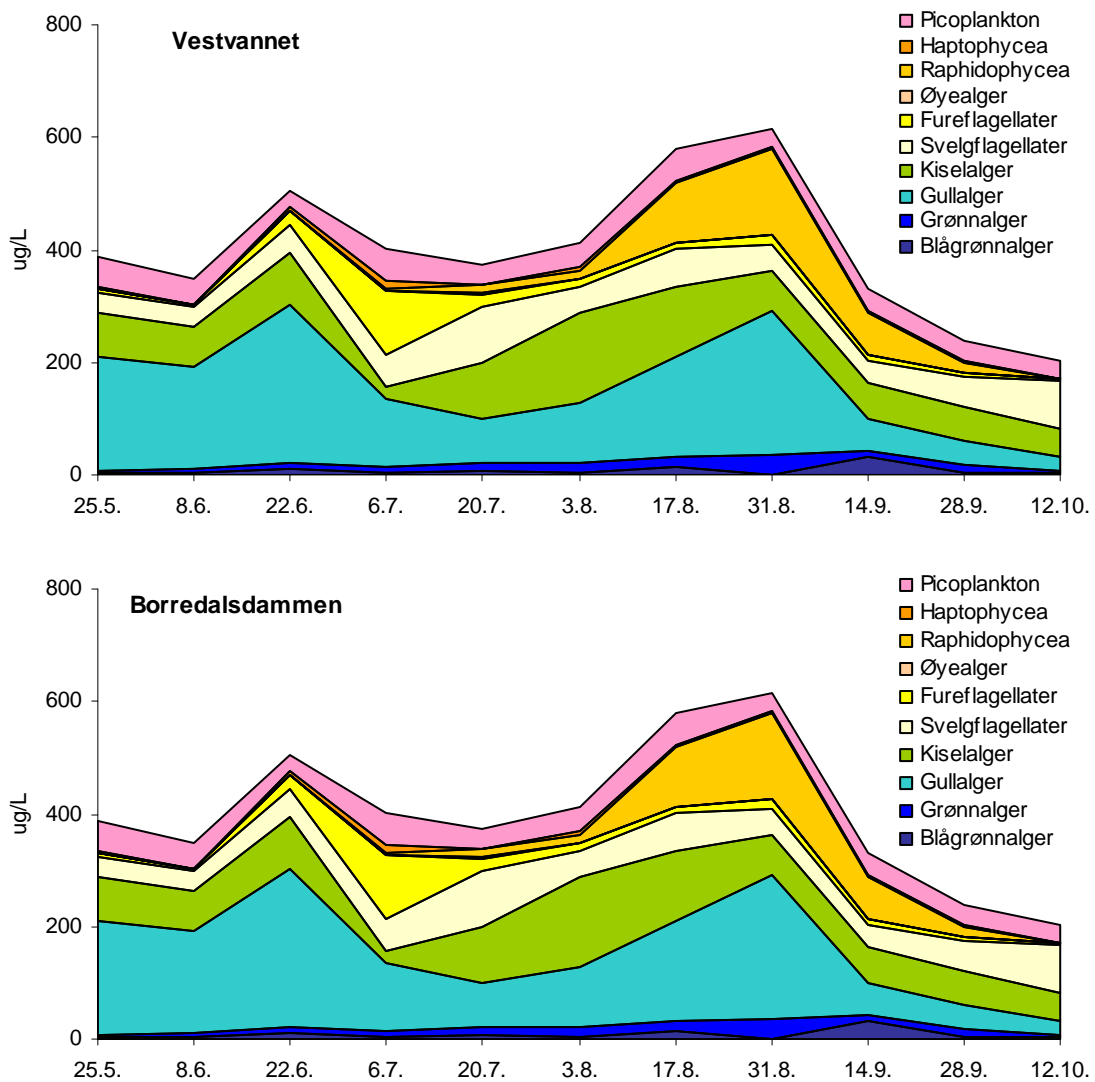 Vestvannet
800
600
400
200
0
ug/L
25.5. 8.6. 22.6. 6.7. 20.7. 3.8. 17.8. 31.8. 14.9. 28.9. 12.10.
Picoplankton
Haptophycea
Raphidophycea
Øyealger
Fureflagellater
Svelgflagellater
Kiselalger
Gullalger
Grønnalger
Blågrønnalger
Borredalsdammen
800
600
400
200
0
ug/L
25.5. 8.6. 22.6. 6.7. 20.7. 3.8. 17.8. 31.8. 14.9. 28.9. 12.10.
Picoplankton
Haptophycea
Raphidophycea
Øyealger
Fureflagellater
Svelgflagellater
Kiselalger
Gullalger
Grønnalger
Blågrønnalger